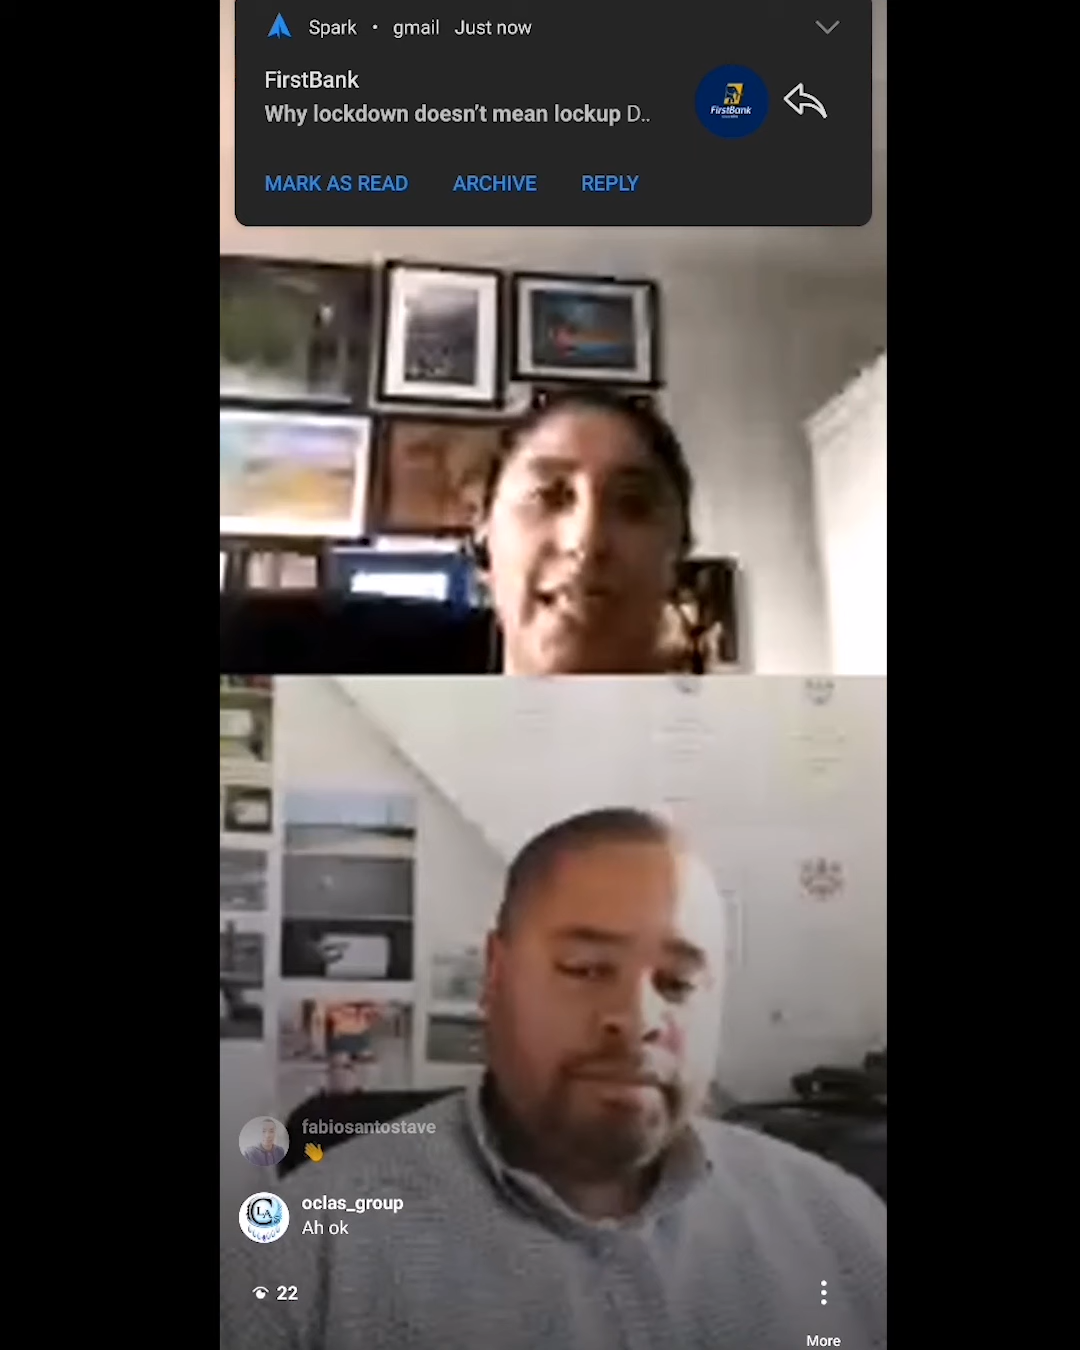 Spark • gmail Just now
FirstBank
Why lockdown doesn't mean lockup D..
FirstBank
MARK AS READ ARCHIVE REPLY
fabiosantostave
👋
oclas_group
Ah ok
22
More